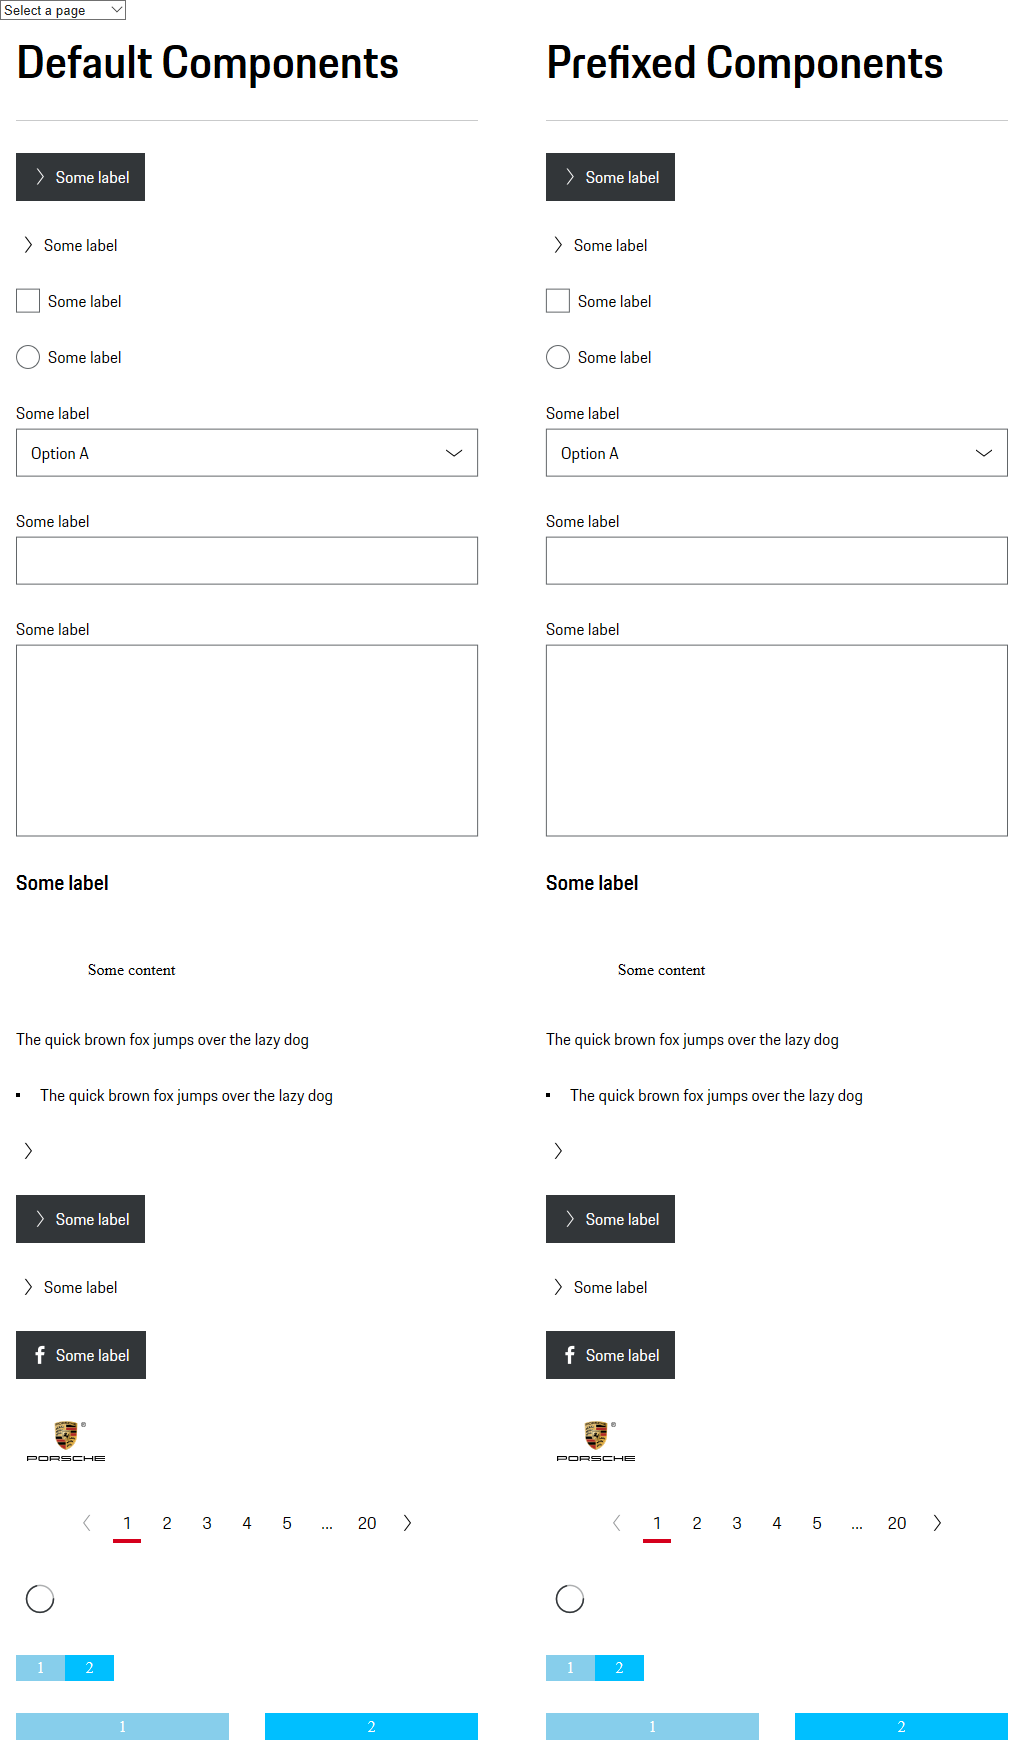 Select a page
Default Components
Some label
Some label
Some label
Some label
Some label
Option A
Some label
Some label
Some label
Some content
The quick brown fox jumps over the lazy dog
The quick brown fox jumps over the lazy dog
Some label
Some label
Some label
PORSCHE
1 2 3 4 5 ... 20
1 2
1 2
Prefixed Components
Some label
Some label
Some label
Some label
Some label
Option A
Some label
Some label
Some label
Some content
The quick brown fox jumps over the lazy dog
The quick brown fox jumps over the lazy dog
Some label
Some label
Some label
PORSCHE
1 2 3 4 5 ... 20
1 2
1 2